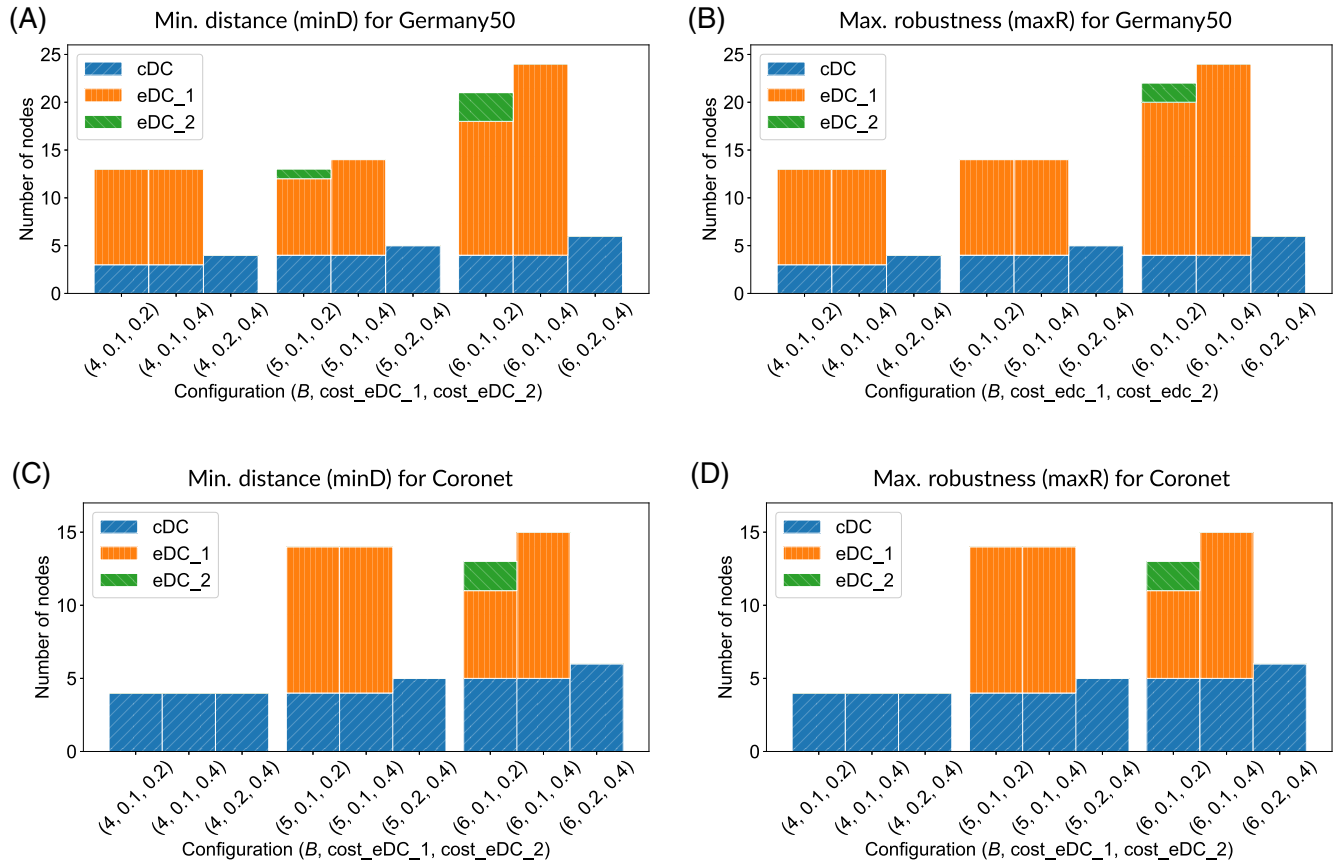 (A)
Min. distance (minD) for Germany50
Number of nodes
25
20
15
10
5
0
cDC
eDC_1
eDC_2
(4, 0.1, 0.2)
(4, 0.1, 0.4)
(4, 0.2, 0.4)
(5, 0.1, 0.2)
(5, 0.1, 0.4)
(5, 0.2, 0.4)
(6, 0.1, 0.2)
(6, 0.1, 0.4)
(6, 0.2, 0.4)
Configuration (B, cost_eDC_1, cost_eDC_2)
(B)
Max. robustness (maxR) for Germany50
Number of nodes
25
20
15
10
5
0
cDC
eDC_1
eDC_2
(4, 0.1, 0.2)
(4, 0.1, 0.4)
(4, 0.2, 0.4)
(5, 0.1, 0.2)
(5, 0.1, 0.4)
(5, 0.2, 0.4)
(6, 0.1, 0.2)
(6, 0.1, 0.4)
(6, 0.2, 0.4)
Configuration (B, cost_edc_1, cost_edc_2)
(C)
Min. distance (minD) for Coronet
Number of nodes
15
10
5
0
cDC
eDC_1
eDC_2
(4, 0.1, 0.2)
(4, 0.1, 0.4)
(4, 0.2, 0.4)
(5, 0.1, 0.2)
(5, 0.1, 0.4)
(5, 0.2, 0.4)
(6, 0.1, 0.2)
(6, 0.1, 0.4)
(6, 0.2, 0.4)
Configuration (B, cost_eDC_1, cost_eDC_2)
(D)
Max. robustness (maxR) for Coronet
Number of nodes
15
10
5
0
cDC
eDC_1
eDC_2
(4, 0.1, 0.2)
(4, 0.1, 0.4)
(4, 0.2, 0.4)
(5, 0.1, 0.2)
(5, 0.1, 0.4)
(5, 0.2, 0.4)
(6, 0.1, 0.2)
(6, 0.1, 0.4)
(6, 0.2, 0.4)
Configuration (B, cost_eDC_1, cost_eDC_2)